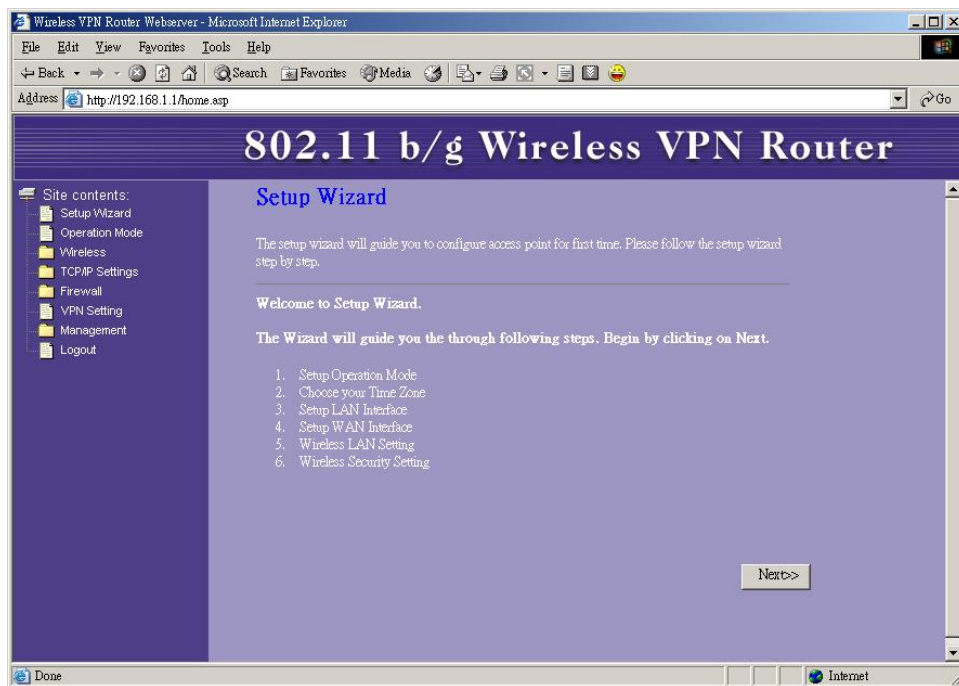 Wireless VPN Router Webserver - Microsoft Internet Explorer
File Edit View Favorites Tools Help
Back Search Favorites Media
Address http://192.168.1.1/home.asp Go
802.11 b/g Wireless VPN Router
Site contents:
Setup Wizard
Operation Mode
Wireless
TCP/IP Settings
Firewall
VPN Setting
Management
Logout
Setup Wizard
The setup wizard will guide you to configure access point for first time. Please follow the setup wizard
step by step.
Welcome to Setup Wizard.
The Wizard will guide you the through following steps. Begin by clicking on Next.
1. Setup Operation Mode
2. Choose your Time Zone
3. Setup LAN Interface
4. Setup WAN Interface
5. Wireless LAN Setting
6. Wireless Security Setting
Next>>
Done Internet